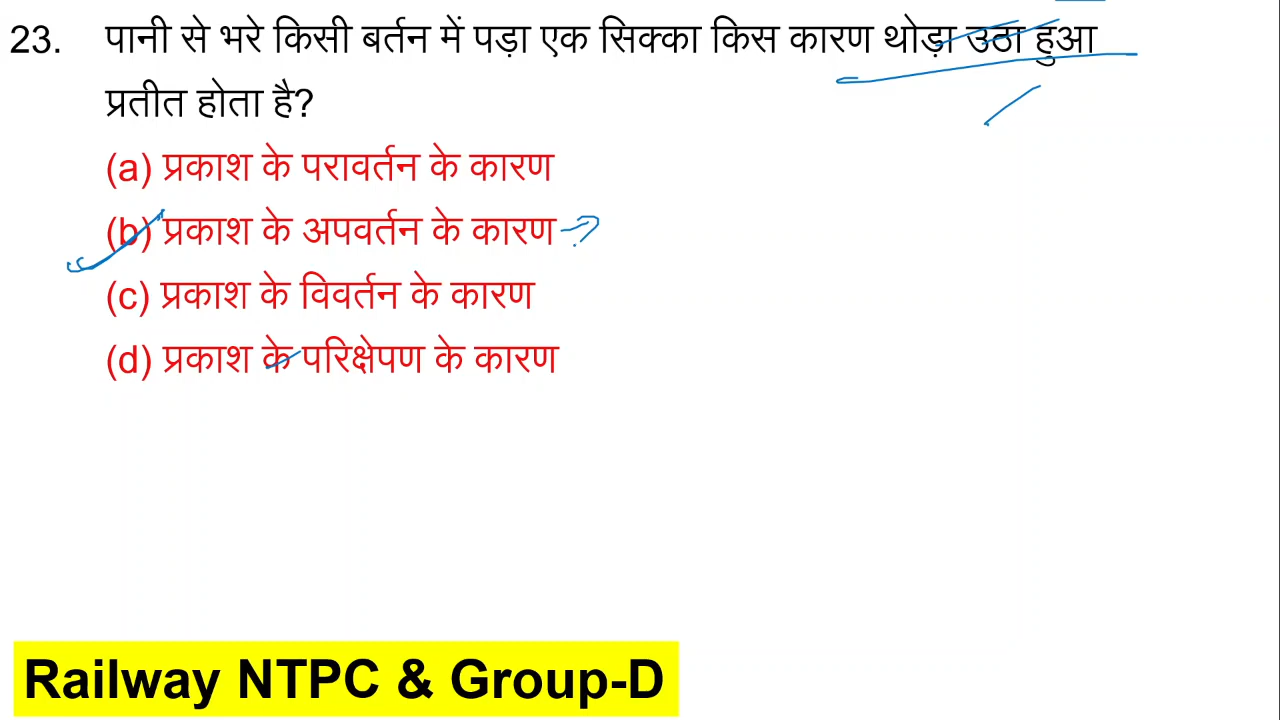 23. पानी से भरे किसी बर्तन में पड़ा एक सिक्का किस कारण थोड़ा उठा हुआ
प्रतीत होता है?
(a) प्रकाश के परावर्तन के कारण
(b) प्रकाश के अपवर्तन के कारण
(c) प्रकाश के विवर्तन के कारण
(d) प्रकाश के परिक्षेपण के कारण
Railway NTPC & Group-D